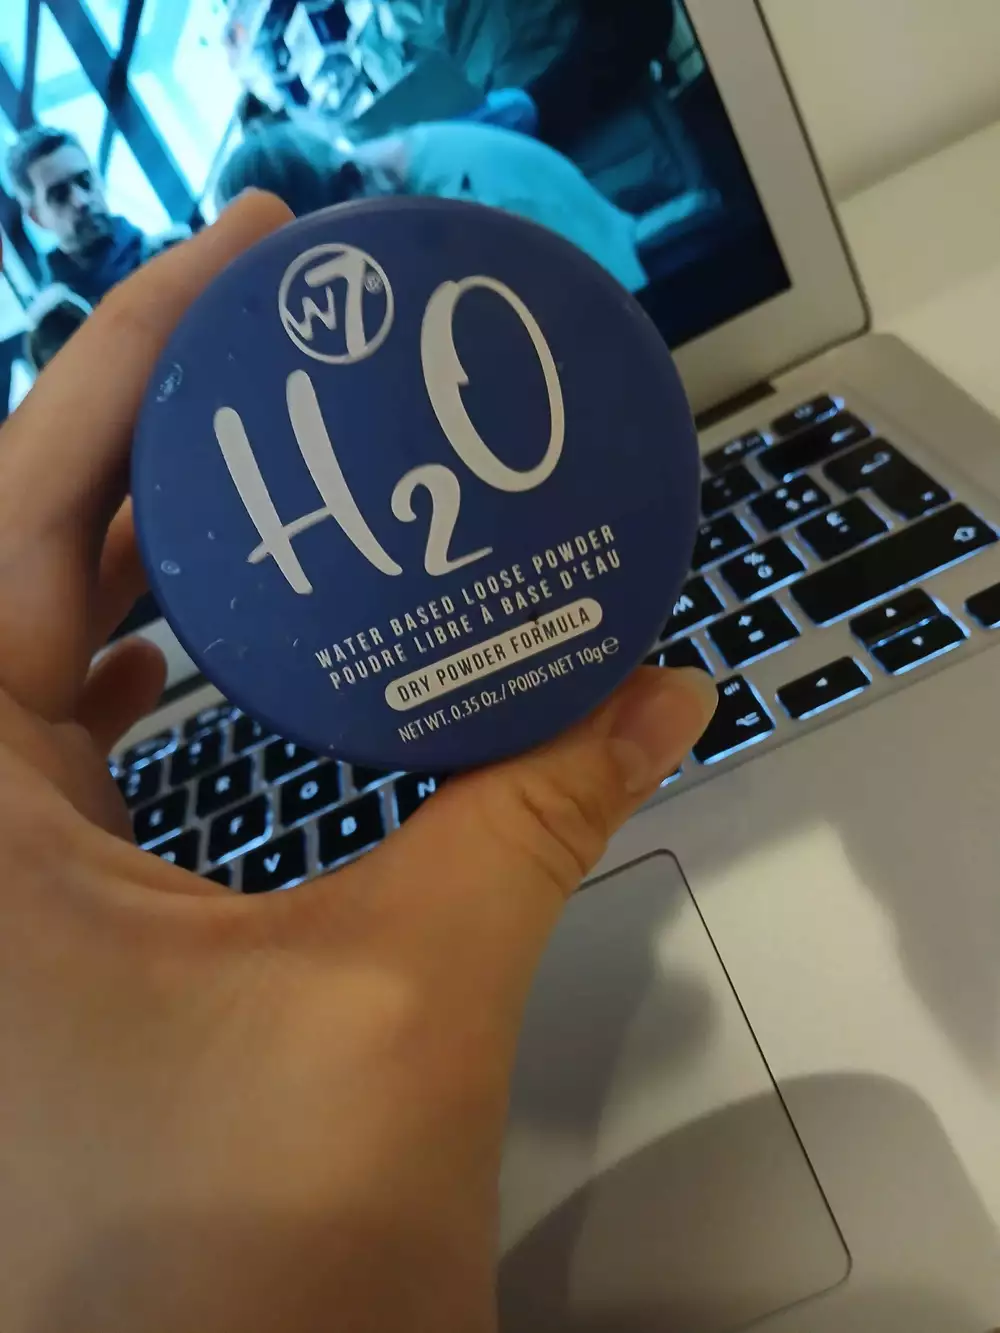 W7®
H2O
WATER BASED LOOSE POWDER
POUDRE LIBRE À BASE D'EAU
DRY POWDER FORMULA
NET WT. 0.35 Oz./ POIDS NET 10g℮
R
O
N
F
B
V
M
alt